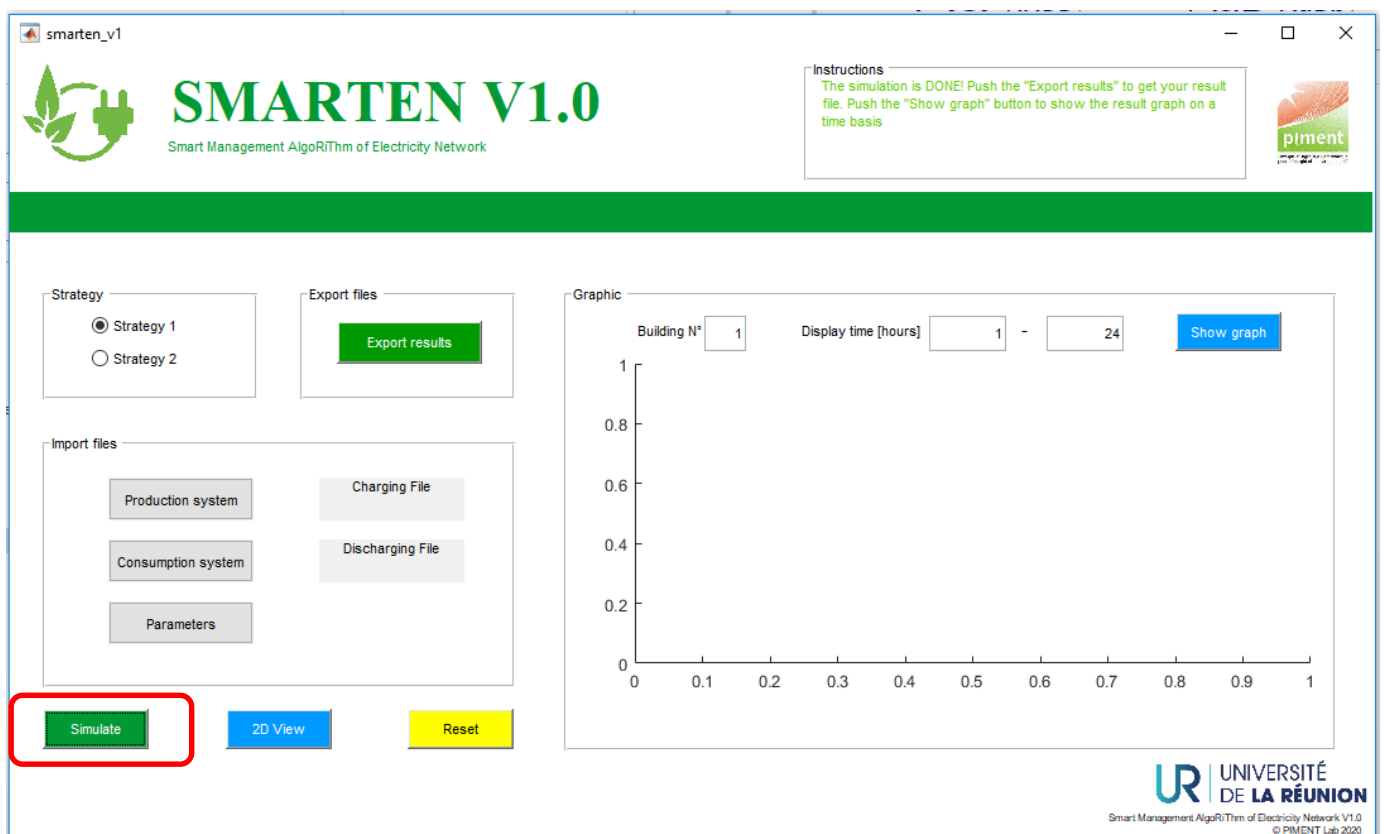 smarten_v1
SMARTEN V1.0
Smart Management AlgoRiThm of Electricity Network
Instructions
The simulation is DONE! Push the "Export results" to get your result
file. Push the "Show graph" button to show the result graph on a
time basis
piment
Strategy
Strategy 1
Strategy 2
Export files
Export results
Import files
Production system
Charging File
Consumption system
Discharging File
Parameters
Simulate
2D View
Reset
Graphic
Building N° 1 Display time [hours] 1 - 24 Show graph
1
0.8
0.6
0.4
0.2
0
0 0.1 0.2 0.3 0.4 0.5 0.6 0.7 0.8 0.9 1
UR UNIVERSITÉ
DE LA RÉUNION
Smart Management AlgoRiThm of Electricity Network V1.0
© PIMENT Lab 2020